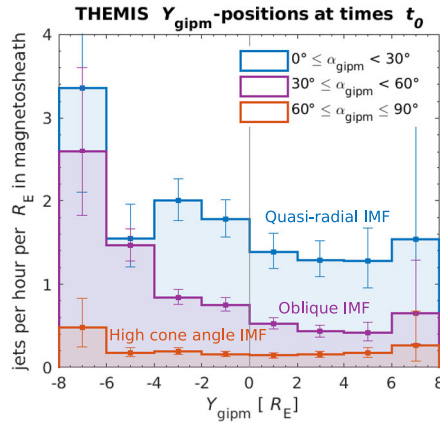 THEMIS Y_gipm-positions at times t_0
0° ≤ α_gipm < 30°
30° ≤ α_gipm < 60°
60° ≤ α_gipm ≤ 90°
jets per hour per R_E in magnetosheath
4
3
2
1
0
Quasi-radial IMF
Oblique IMF
High cone angle IMF
-8 -6 -4 -2 0 2 4 6 8
Y_gipm [ R_E]